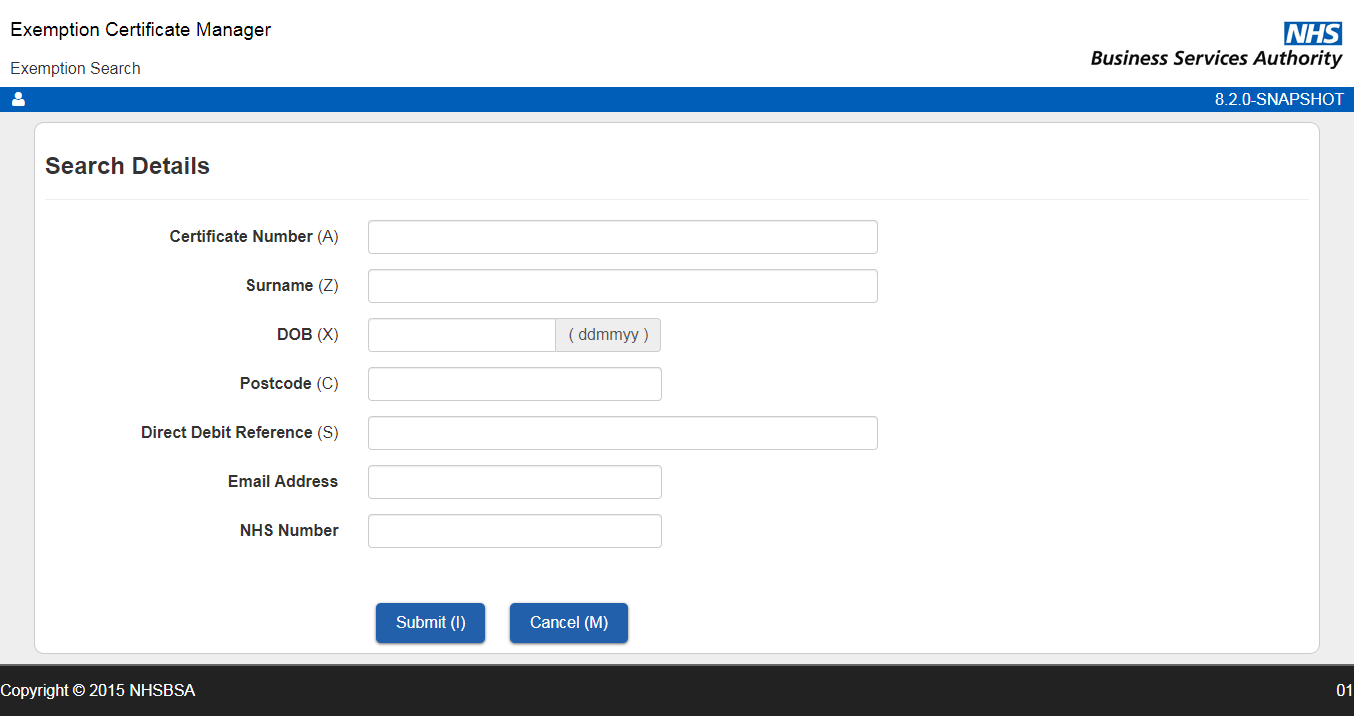 Exemption Certificate Manager
NHS
Business Services Authority
Exemption Search
8.2.0-SNAPSHOT
Search Details
Certificate Number (A)
Surname (Z)
DOB (X) ( ddmmyy )
Postcode (C)
Direct Debit Reference (S)
Email Address
NHS Number
Submit (I) Cancel (M)
Copyright © 2015 NHSBSA 01